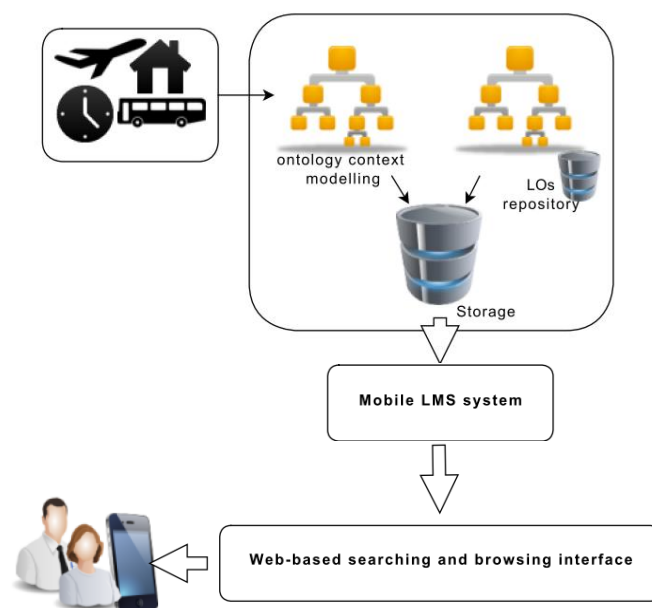 ontology context
modelling
LOs
repository
Storage
Mobile LMS system
Web-based searching and browsing interface